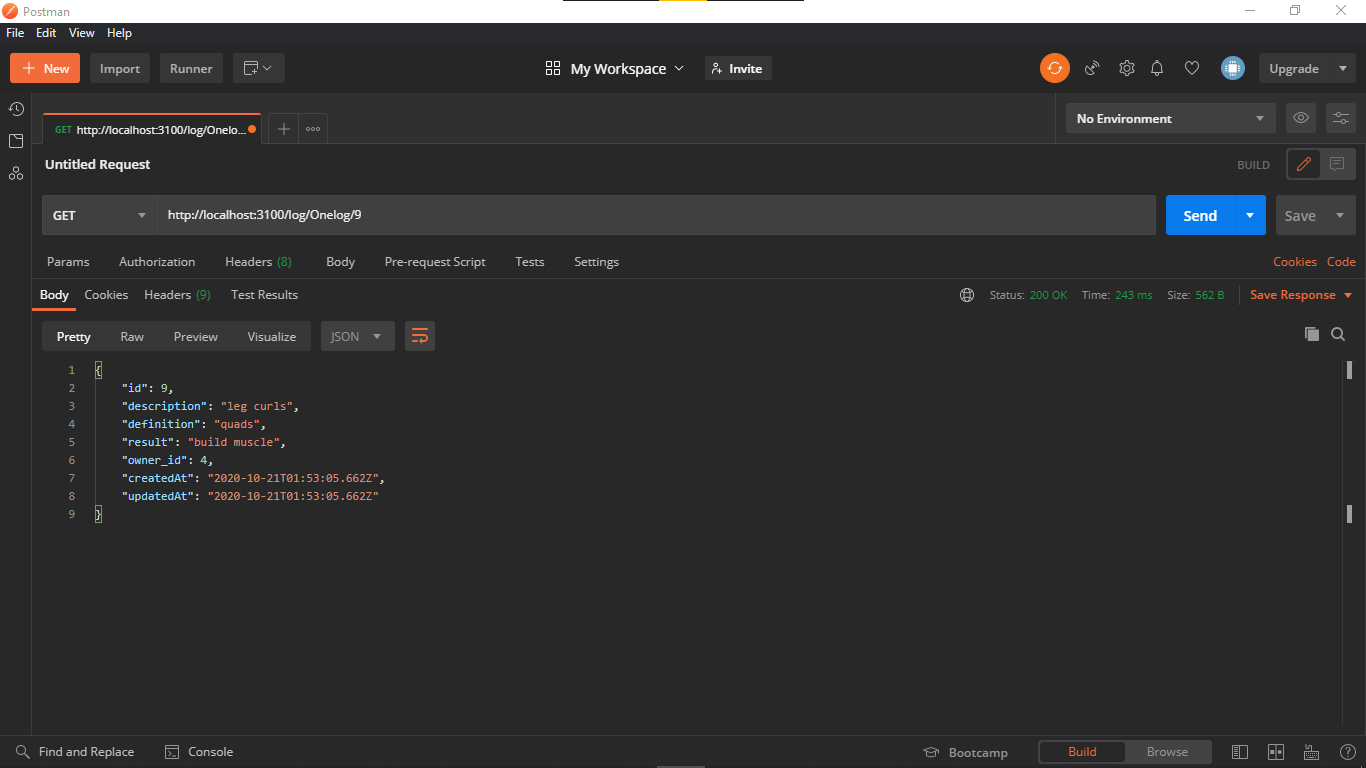 Postman
File Edit View Help
New Import Runner My Workspace Invite Upgrade
GET http://localhost:3100/log/Onelo... No Environment
Untitled Request BUILD
GET http://localhost:3100/log/Onelog/9 Send Save
Params Authorization Headers (8) Body Pre-request Script Tests Settings Cookies Code
Body Cookies Headers (9) Test Results Status: 200 OK Time: 243 ms Size: 562 B Save Response
Pretty Raw Preview Visualize JSON
1 {
2 "id": 9,
3 "description": "leg curls",
4 "definition": "quads",
5 "result": "build muscle",
6 "owner_id": 4,
7 "createdAt": "2020-10-21T01:53:05.662Z",
8 "updatedAt": "2020-10-21T01:53:05.662Z"
9 }
Find and Replace Console Bootcamp Build Browse